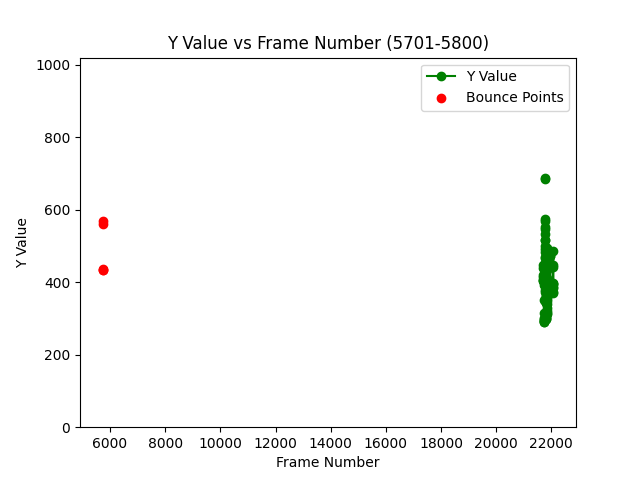 Y Value vs Frame Number (5701-5800)
Y Value
Bounce Points
1000
800
600
400
200
0
Y Value
6000 8000 10000 12000 14000 16000 18000 20000 22000
Frame Number